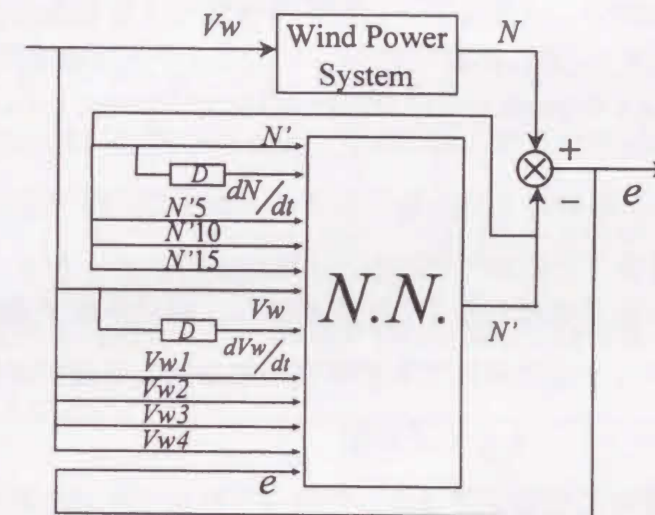 Vw
Wind Power
System
N
+
−
e
N'
D
dN/dt
N'5
N'10
N'15
N.N.
Vw
N'
D
dVw/dt
Vw1
Vw2
Vw3
Vw4
e